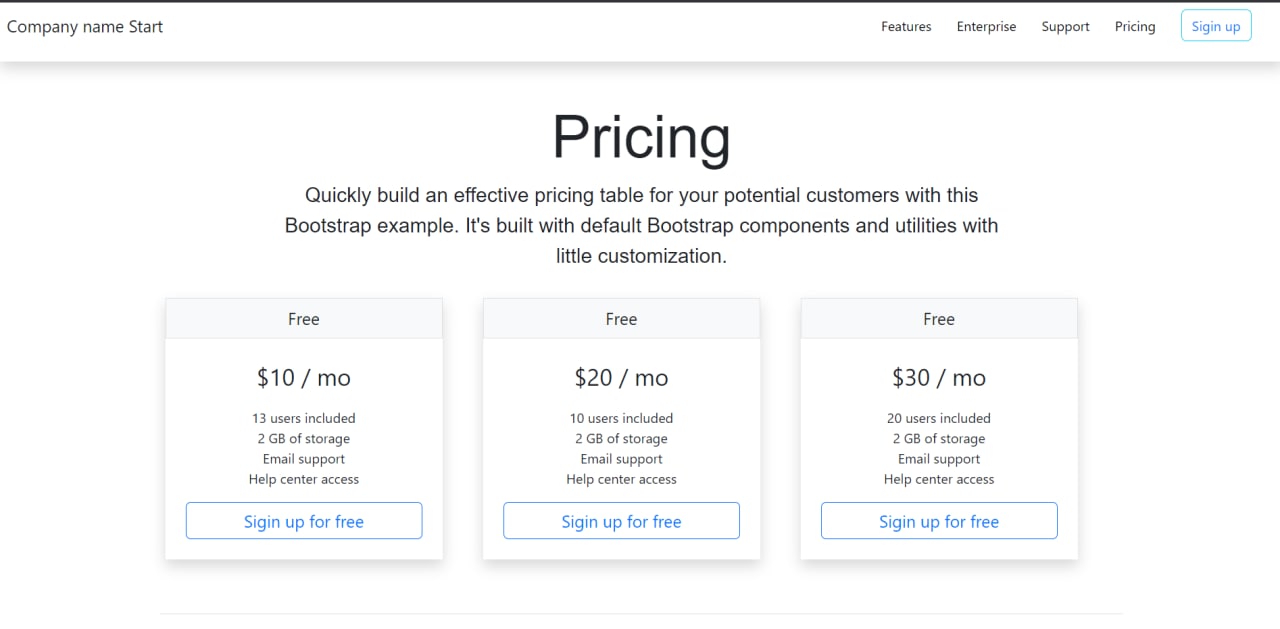 Company name Start
Features Enterprise Support Pricing Sigin up
Pricing
Quickly build an effective pricing table for your potential customers with this
Bootstrap example. It's built with default Bootstrap components and utilities with
little customization.
Free
$10 / mo
13 users included
2 GB of storage
Email support
Help center access
Sigin up for free
Free
$20 / mo
10 users included
2 GB of storage
Email support
Help center access
Sigin up for free
Free
$30 / mo
20 users included
2 GB of storage
Email support
Help center access
Sigin up for free